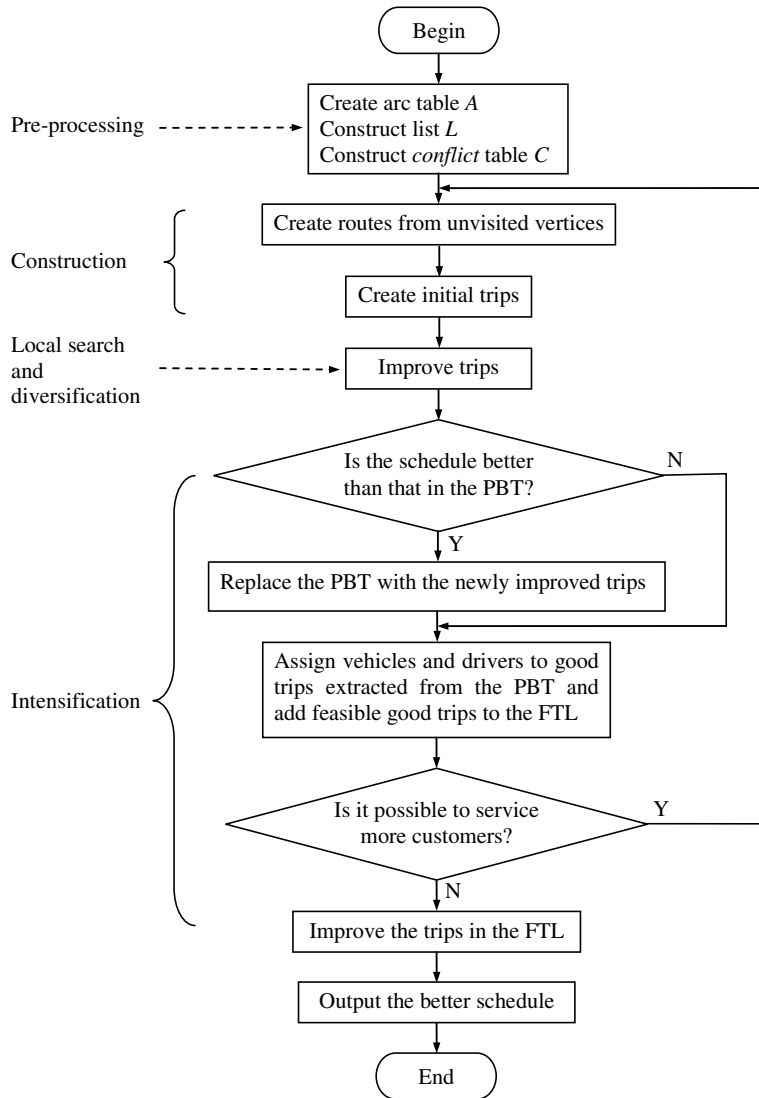 Begin
Pre-processing
Create arc table A
Construct list L
Construct conflict table C
Create routes from unvisited vertices
Construction
Create initial trips
Local search
and
diversification
Improve trips
Is the schedule better
than that in the PBT?
N
Y
Replace the PBT with the newly improved trips
Assign vehicles and drivers to good
trips extracted from the PBT and
add feasible good trips to the FTL
Intensification
Is it possible to service
more customers?
Y
N
Improve the trips in the FTL
Output the better schedule
End